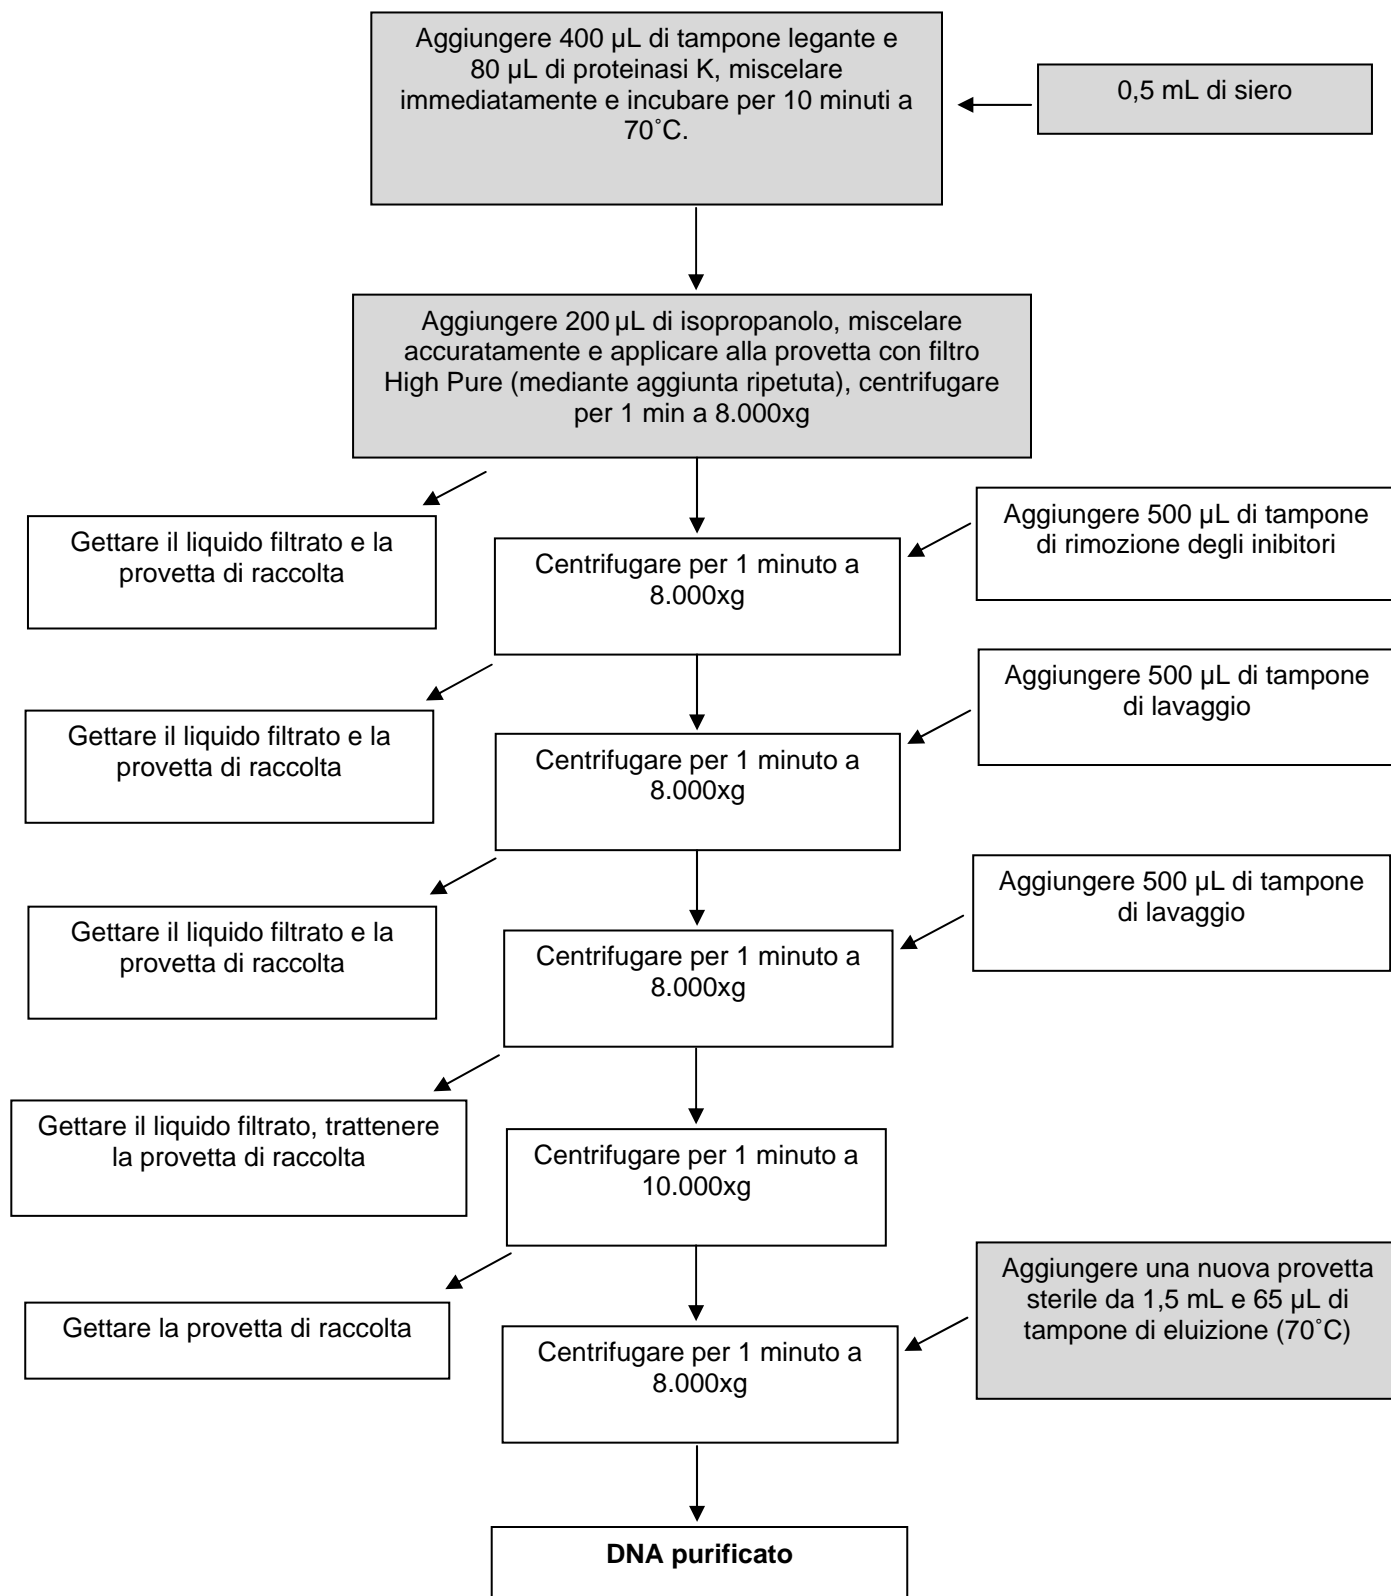 Aggiungere 400 µL di tampone legante e
80 µL di proteinasi K, miscelare
immediatamente e incubare per 10 minuti a
70˚C.
0,5 mL di siero
Aggiungere 200 µL di isopropanolo, miscelare
accuratamente e applicare alla provetta con filtro
High Pure (mediante aggiunta ripetuta), centrifugare
per 1 min a 8.000xg
Gettare il liquido filtrato e la
provetta di raccolta
Centrifugare per 1 minuto a
8.000xg
Aggiungere 500 µL di tampone
di rimozione degli inibitori
Gettare il liquido filtrato e la
provetta di raccolta
Centrifugare per 1 minuto a
8.000xg
Aggiungere 500 µL di tampone
di lavaggio
Gettare il liquido filtrato e la
provetta di raccolta
Centrifugare per 1 minuto a
8.000xg
Aggiungere 500 µL di tampone
di lavaggio
Gettare il liquido filtrato, trattenere
la provetta di raccolta
Centrifugare per 1 minuto a
10.000xg
Gettare la provetta di raccolta
Centrifugare per 1 minuto a
8.000xg
Aggiungere una nuova provetta
sterile da 1,5 mL e 65 µL di
tampone di eluizione (70˚C)
DNA purificato